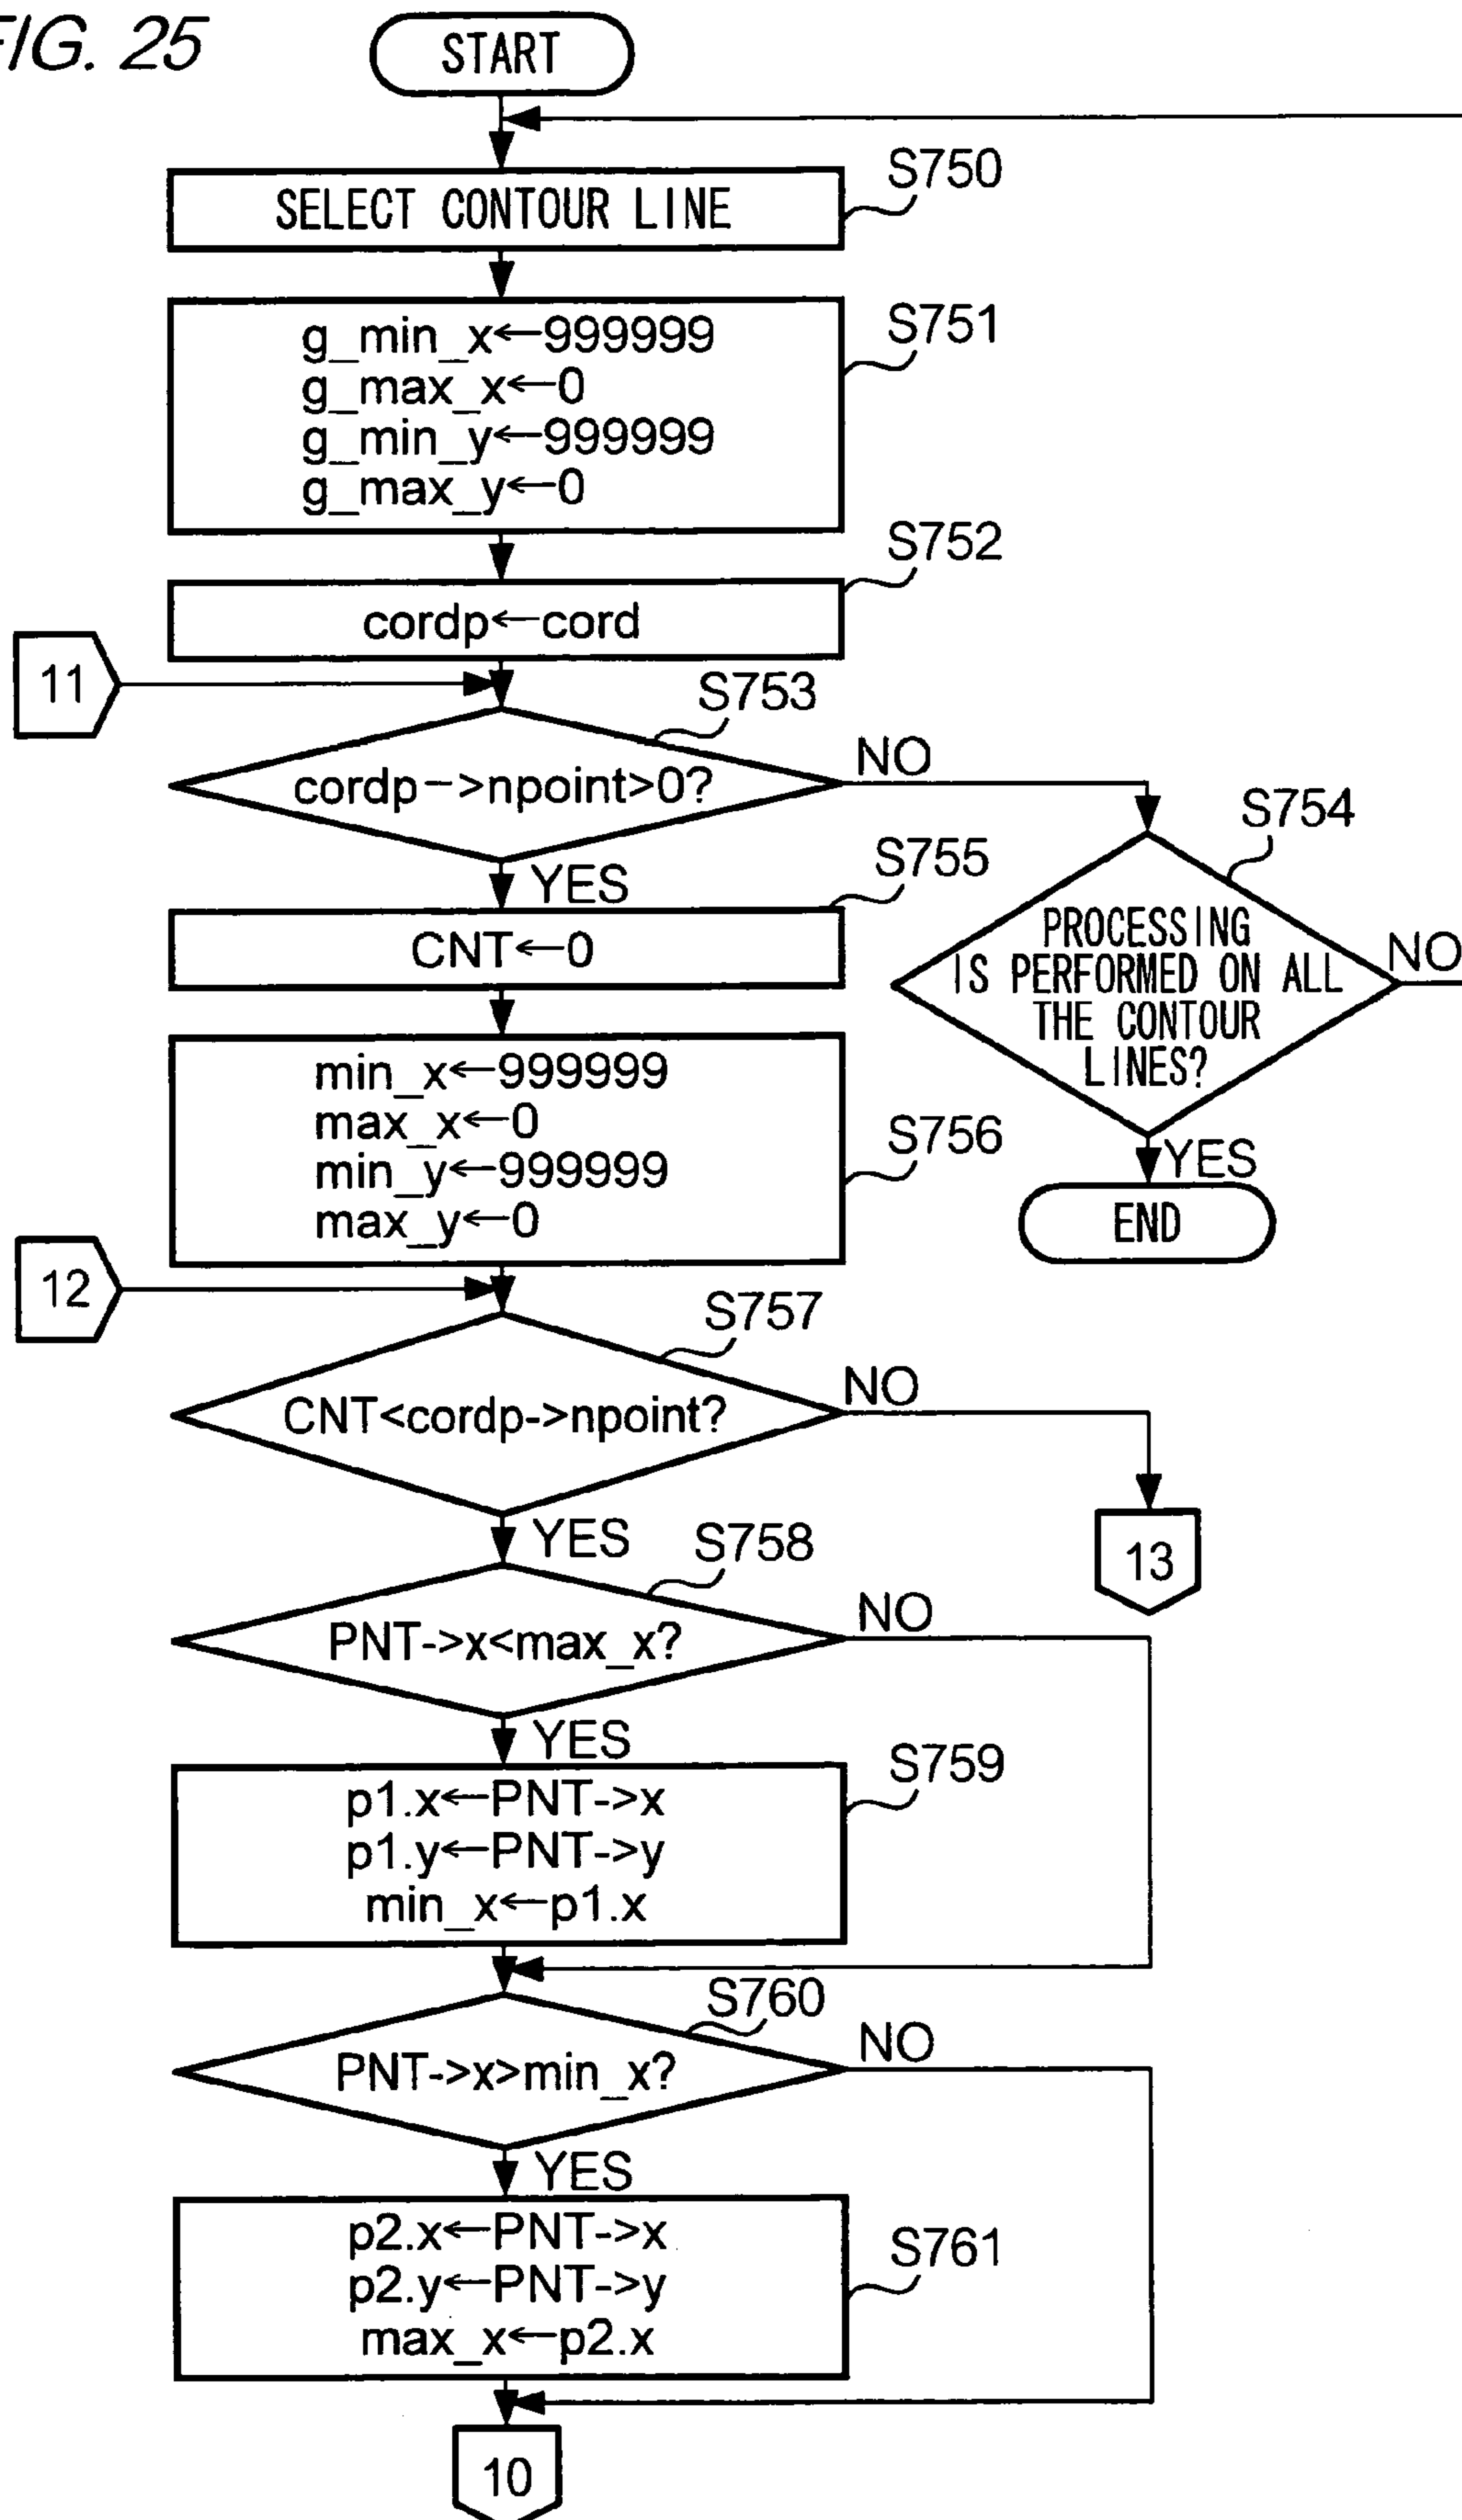 FIG. 25
START
SELECT CONTOUR LINE
S750
g_min_x←999999
g_max_x←0
g_min_y←999999
g_max_y←0
S751
S752
cordp←cord
11
S753
cordp->npoint>0?
NO
YES
S754
PROCESSING
IS PERFORMED ON ALL
THE CONTOUR
LINES?
NO
YES
END
S755
CNT←0
min_x←999999
max_x←0
min_y←999999
max_y←0
S756
12
S757
CNT<cordp->npoint?
NO
13
YES
S758
PNT->x<max_x?
NO
YES
S759
p1.x←PNT->x
p1.y←PNT->y
min_x←p1.x
S760
PNT->x>min_x?
NO
YES
p2.x←PNT->x
p2.y←PNT->y
max_x←p2.x
S761
10